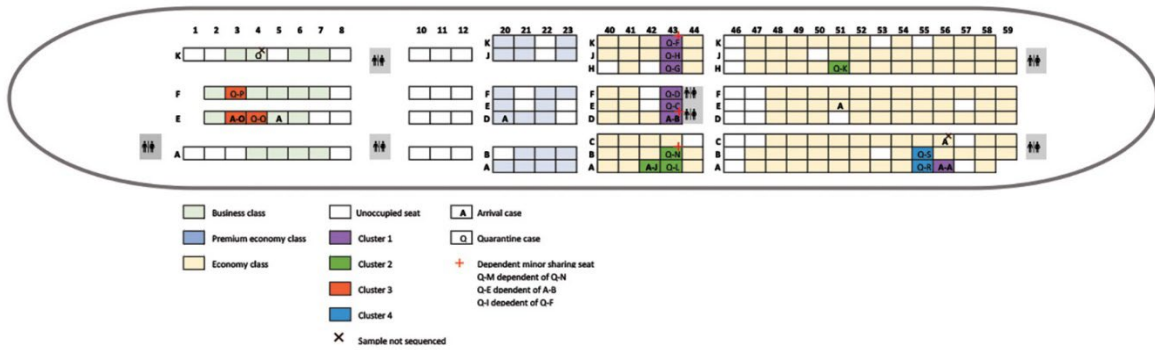 1 2 3 4 5 6 7 8 10 11 12 20 21 22 23 40 41 42 43 44 46 47 48 49 50 51 52 53 54 55 56 57 58 59
K Q K K Q-F K
J J Q-H J
H Q-G H Q-K
F Q-P F F Q-D F
E E Q-C E A
E A-O Q-O A D A D A-B D
C C A
B B Q-N B Q-S
A A A A-J Q-L A Q-R A-A
Business class
Premium economy class
Economy class
Unoccupied seat
Cluster 1
Cluster 2
Cluster 3
Cluster 4
Sample not sequenced
A Arrival case
Q Quarantine case
Dependent minor sharing seat
Q-M dependent of Q-N
Q-E dpendent of A-B
Q-I depedent of Q-F